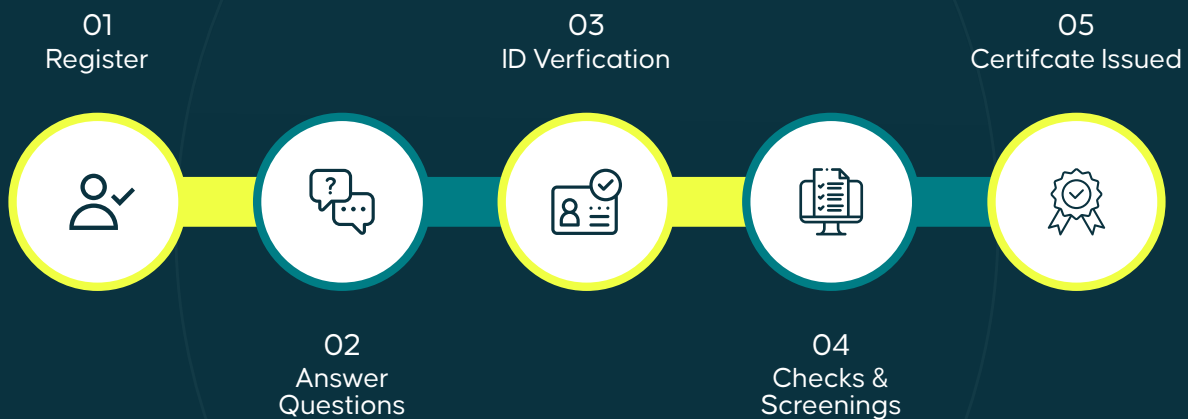 01
Register
02
Answer
Questions
03
ID Verfication
04
Checks &
Screenings
05
Certifcate Issued